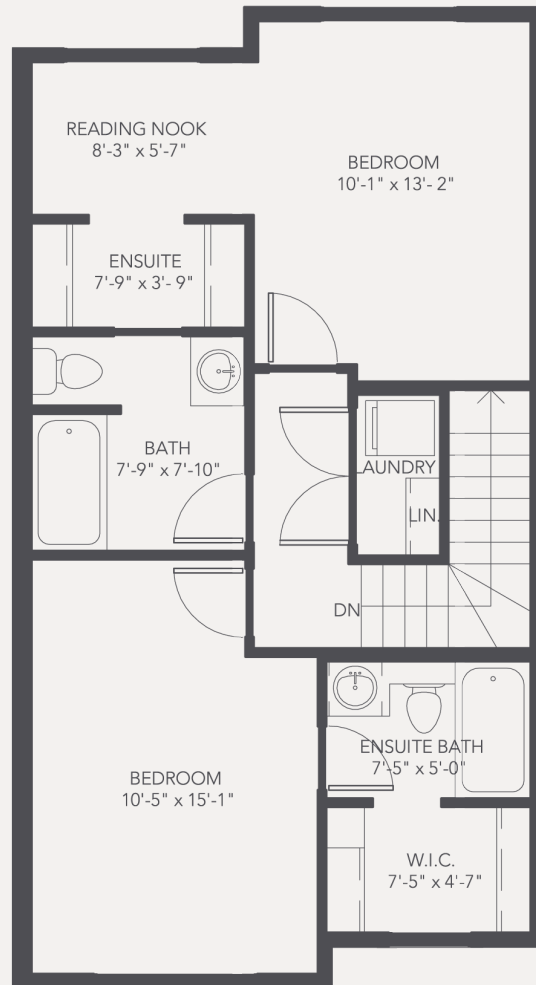 READING NOOK
8'-3" x 5'-7"
BEDROOM
10'-1" x 13'- 2"
ENSUITE
7'-9" x 3'- 9"
BATH
7'-9" x 7'-10"
LAUNDRY
LIN.
DN
ENSUITE BATH
7'-5" x 5'-0"
BEDROOM
10'-5" x 15'-1"
W.I.C.
7'-5" x 4'-7"